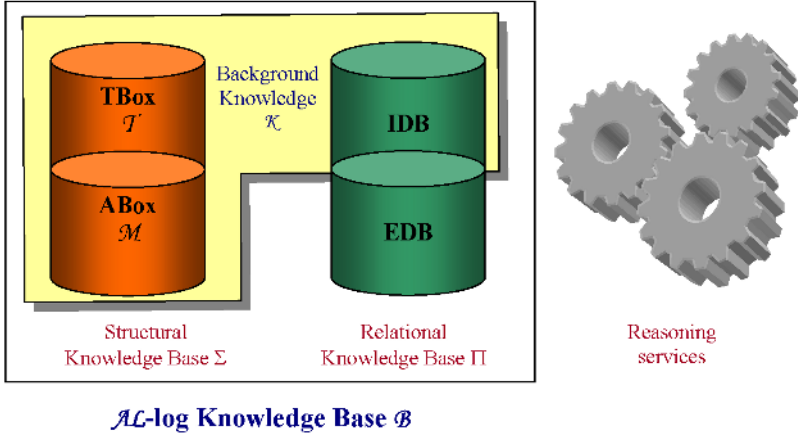 TBox
𝒯
Background
Knowledge
𝒦
IDB
ABox
ℳ
EDB
Structural
Knowledge Base Σ
Relational
Knowledge Base Π
Reasoning
services
𝒜ℒ-log Knowledge Base ℬ